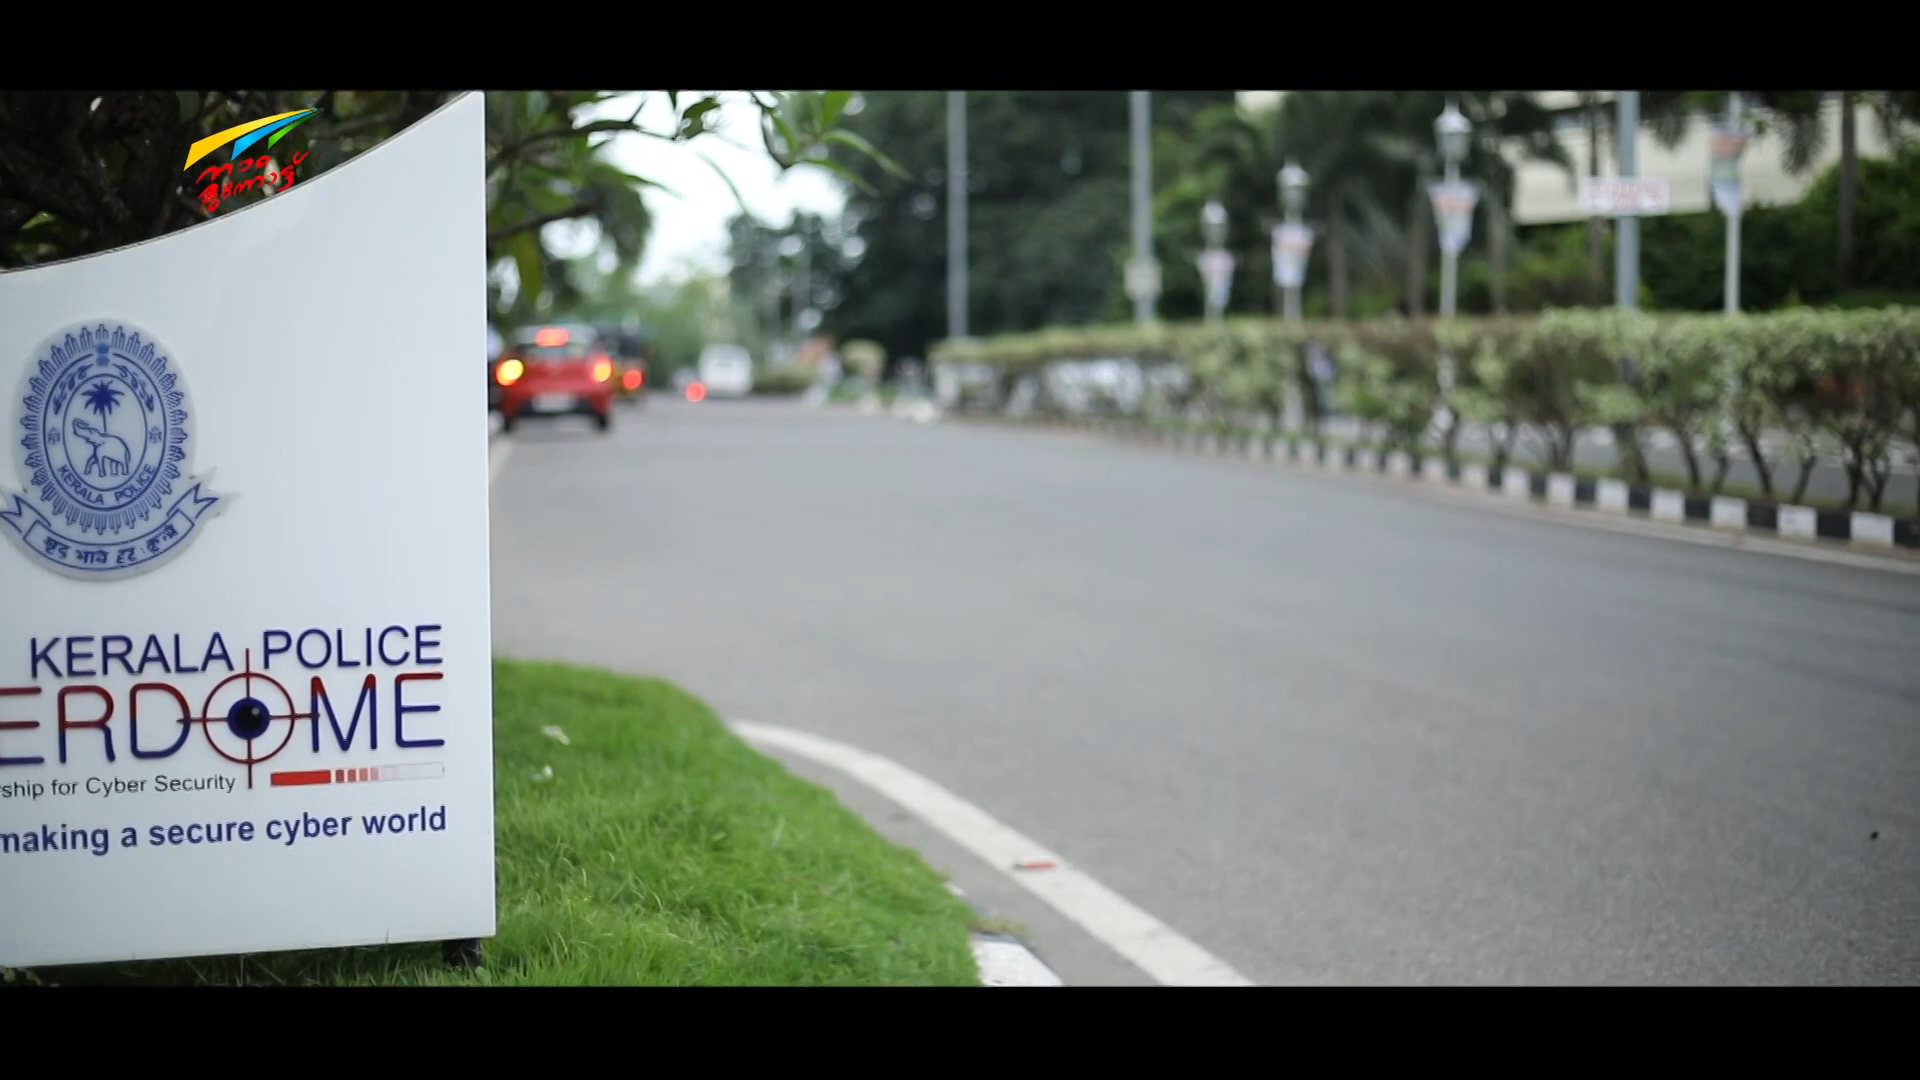 നാം
മുന്നോട്ട്
KERALA POLICE
मृदु भावे दृढ कृत्ये
KERALA POLICE
ERDOME
ship for Cyber Security
making a secure cyber world